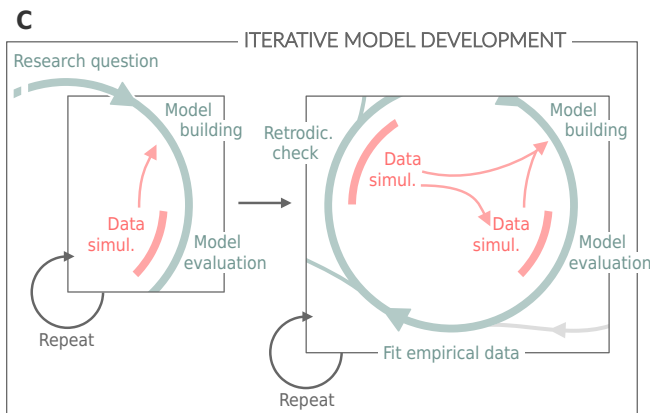 C
ITERATIVE MODEL DEVELOPMENT
Research question
Model
building
Data
simul.
Model
evaluation
Repeat
Retrodic.
check
Data
simul.
Model
building
Data
simul.
Model
evaluation
Fit empirical data
Repeat